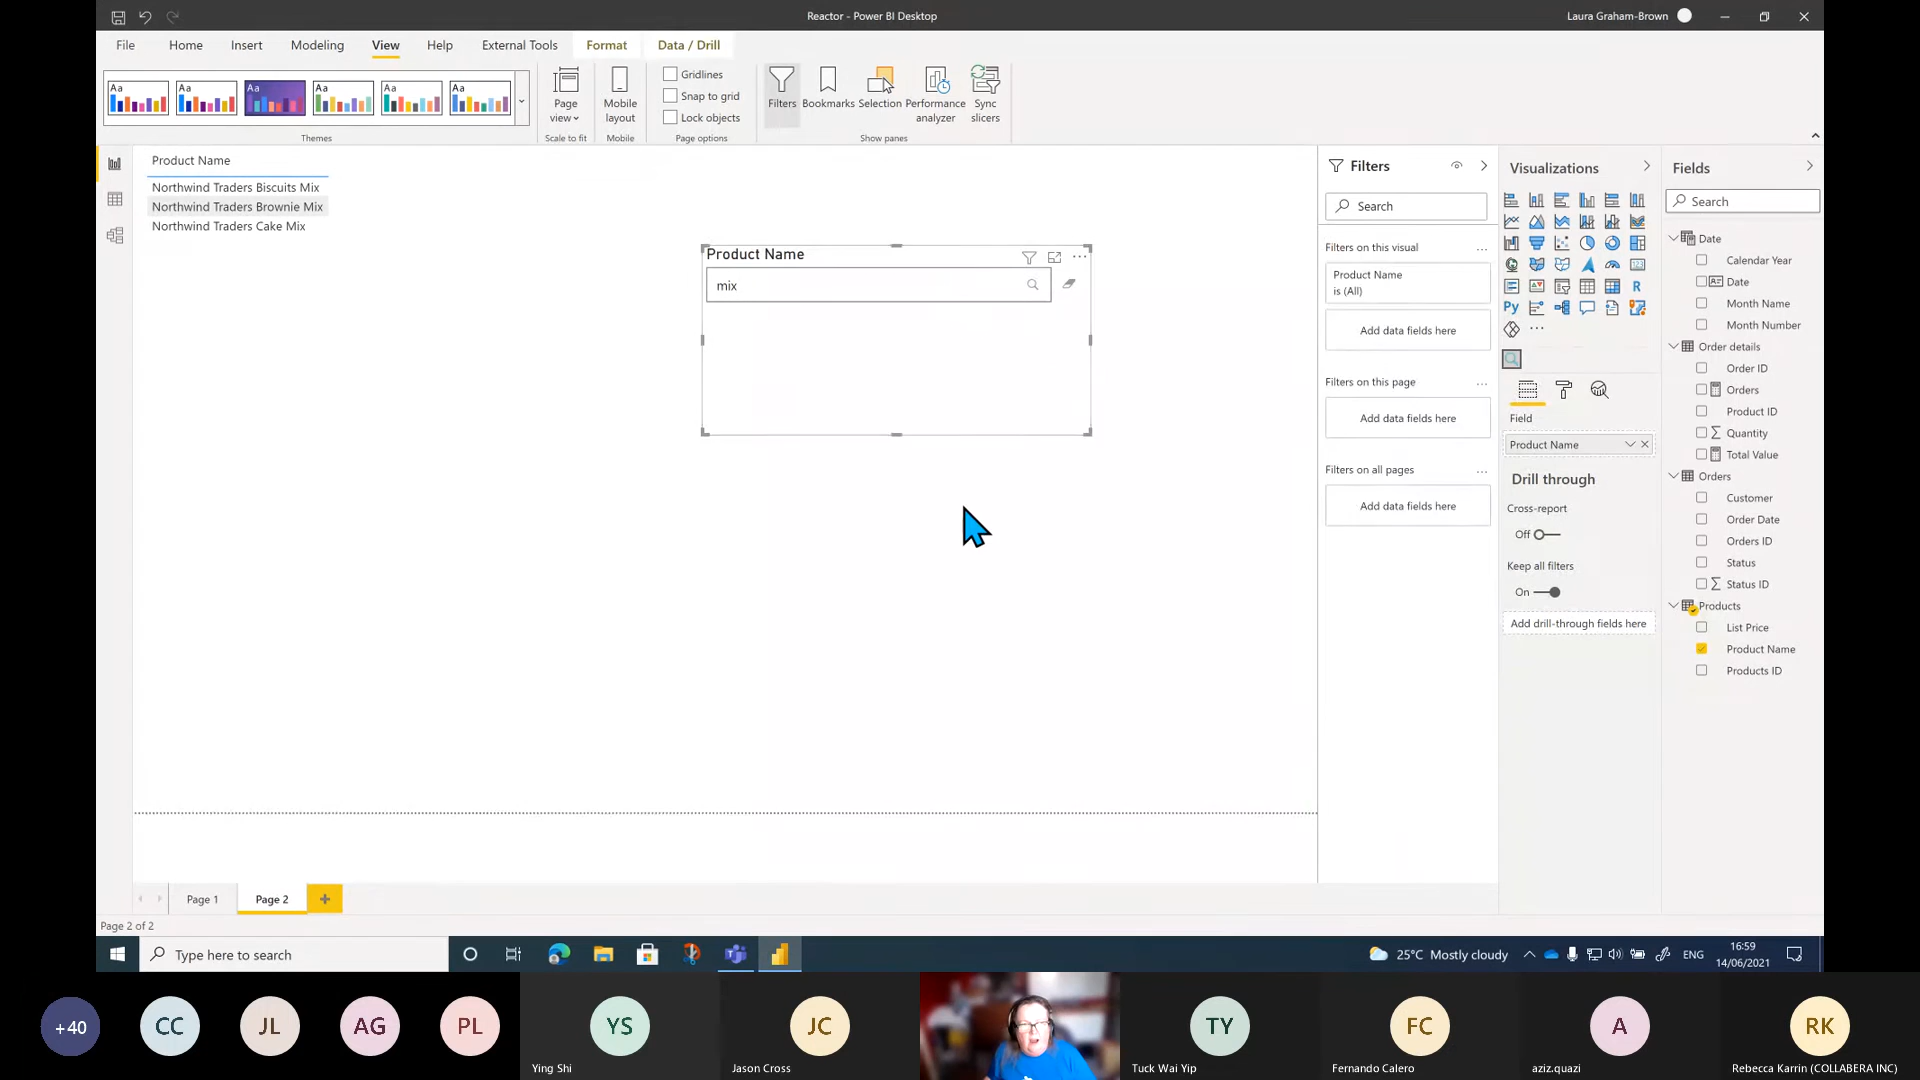 Reactor - Power BI Desktop
Laura Graham-Brown
File
Home
Insert
Modeling
View
Help
External Tools
Format
Data / Drill
Aa
Aa
Aa
Aa
Aa
Aa
Themes
Page
view
Scale to fit
Mobile
layout
Mobile
Gridlines
Snap to grid
Lock objects
Page options
Filters
Bookmarks
Selection
Performance
analyzer
Sync
slicers
Show panes
Product Name
Northwind Traders Biscuits Mix
Northwind Traders Brownie Mix
Northwind Traders Cake Mix
Product Name
mix
Filters
Search
Filters on this visual
Product Name
is (All)
Add data fields here
Filters on this page
Add data fields here
Filters on all pages
Add data fields here
Visualizations
R
Py
Field
Product Name
Drill through
Cross-report
Off
Keep all filters
On
Add drill-through fields here
Fields
Search
Date
Calendar Year
Date
Month Name
Month Number
Order details
Order ID
Orders
Product ID
Quantity
Total Value
Orders
Customer
Order Date
Orders ID
Status
Status ID
Products
List Price
Product Name
Products ID
Page 1
Page 2
Page 2 of 2
Type here to search
25°C Mostly cloudy
ENG
16:59
14/06/2021
+40
CC
JL
AG
PL
YS
Ying Shi
JC
Jason Cross
TY
Tuck Wai Yip
FC
Fernando Calero
A
aziz.quazi
RK
Rebecca Karrin (COLLABERA INC)